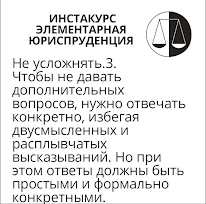 ИНСТАКУРС
ЭЛЕМЕНТАРНАЯ
ЮРИСПРУДЕНЦИЯ
Не усложнять.3.
Чтобы не давать
дополнительных
вопросов, нужно отвечать
конкретно, избегая
двусмысленных и
расплывчатых
высказываний. Но при
этом ответы должны быть
простыми и формально
конкретными.